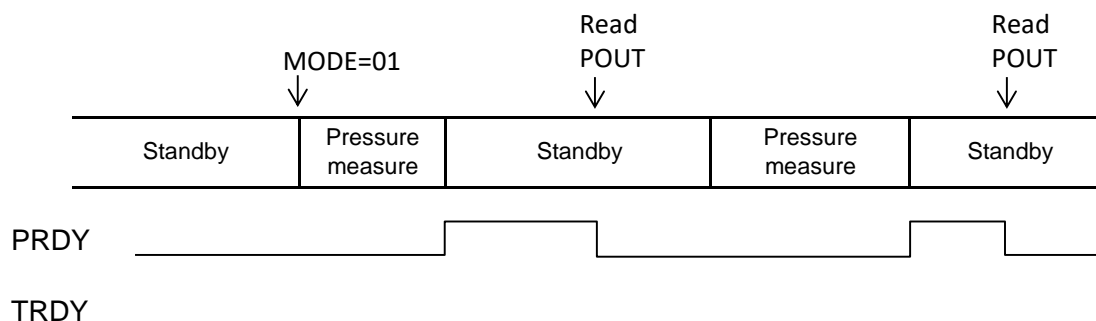 Read
POUT
Read
POUT
MODE=01
Standby
Pressure
measure
Standby
Pressure
measure
Standby
PRDY
TRDY